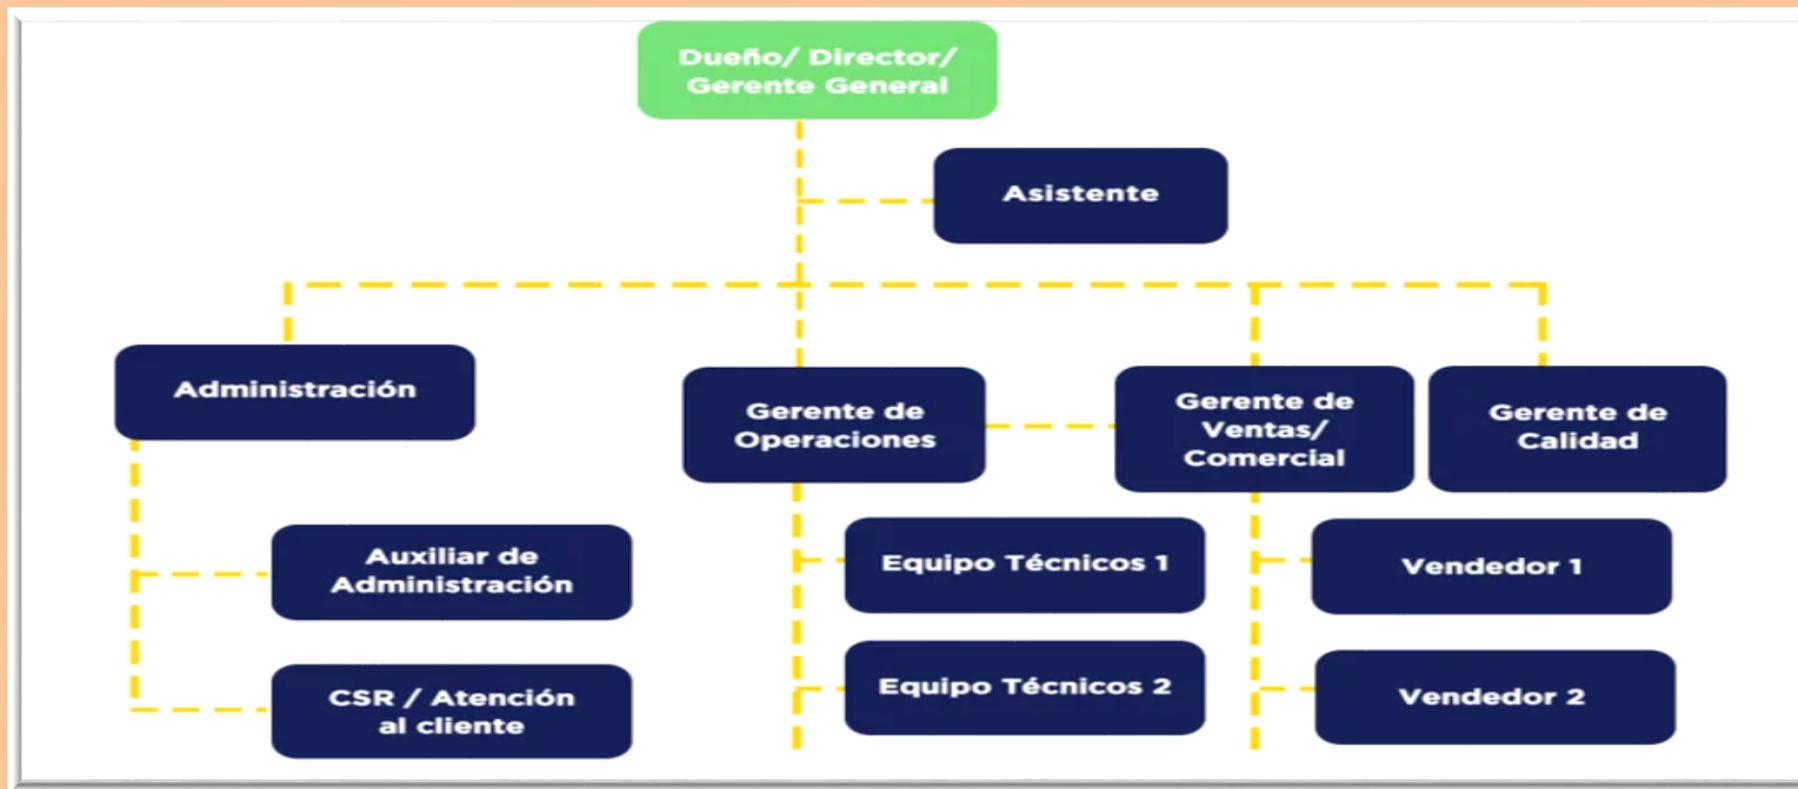 Dueño/ Director/
Gerente General
Asistente
Administración
Gerente de
Operaciones
Gerente de
Ventas/
Comercial
Gerente de
Calidad
Auxiliar de
Administración
CSR / Atención
al cliente
Equipo Técnicos 1
Equipo Técnicos 2
Vendedor 1
Vendedor 2